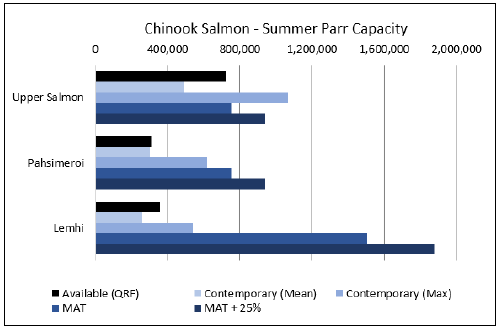 Chinook Salmon - Summer Parr Capacity
0 400,000 800,000 1,200,000 1,600,000 2,000,000
Upper Salmon
Pahsimeroi
Lemhi
Available (QRF) Contemporary (Mean) Contemporary (Max)
MAT MAT + 25%